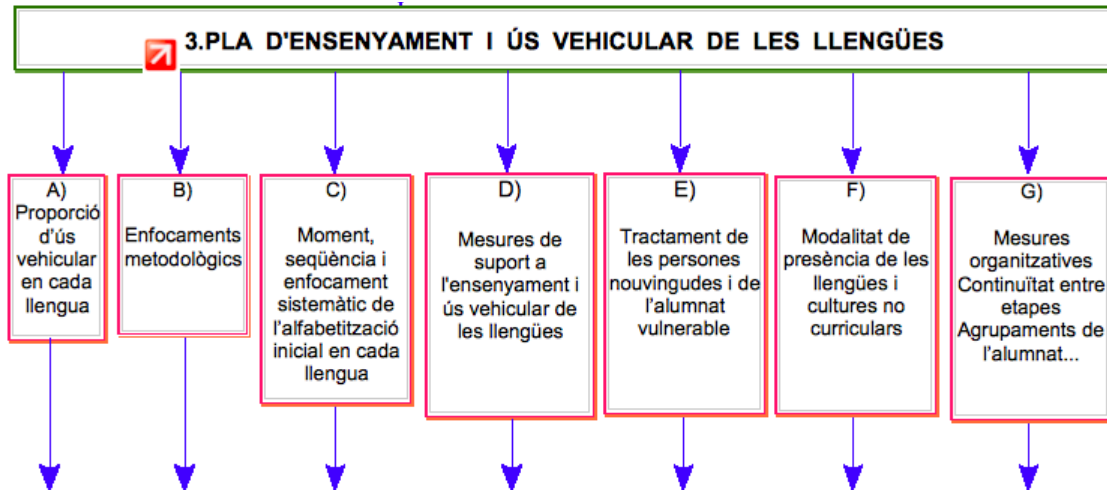 3.PLA D'ENSENYAMENT I ÚS VEHICULAR DE LES LLENGÜES
A)
Proporció
d'ús
vehicular
en cada
llengua
B)
Enfocaments
metodològics
C)
Moment,
seqüència i
enfocament
sistemàtic de
l'alfabetització
inicial en cada
llengua
D)
Mesures de
suport a
l'ensenyament i
ús vehicular de
les llengües
E)
Tractament de
les persones
nouvingudes i de
l'alumnat
vulnerable
F)
Modalitat de
presència de les
llengües i
cultures no
curriculars
G)
Mesures
organitzatives
Continuïtat entre
etapes
Agrupaments de
l'alumnat...